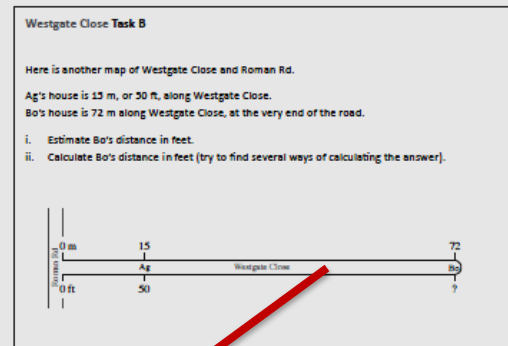 Westgate Close Task B
Here is another map of Westgate Close and Roman Rd.
Ag's house is 15 m, or 50 ft, along Westgate Close.
Bo's house is 72 m along Westgate Close, at the very end of the road.
i. Estimate Bo's distance in feet.
ii. Calculate Bo's distance in feet (try to find several ways of calculating the answer).
0 m 15 72
Roman Rd Ag Westgate Close Bo
0 ft 50 ?